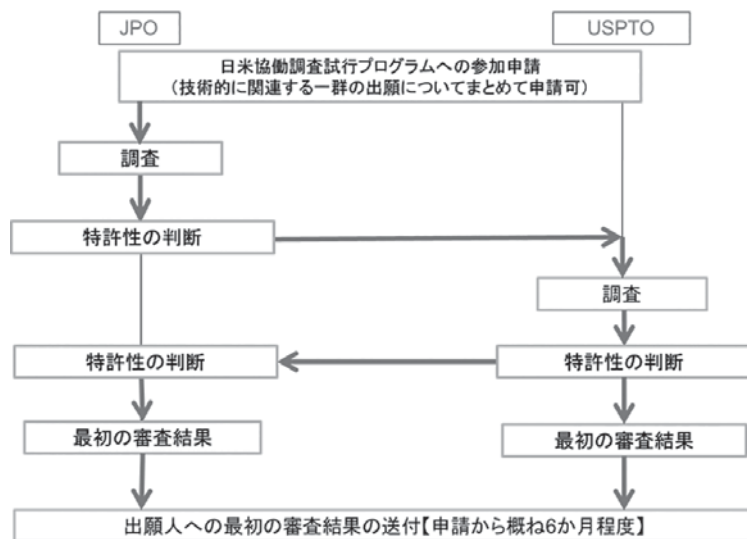 JPO
USPTO
日米協働調査試行プログラムへの参加申請
（技術的に関連する一群の出願についてまとめて申請可）
調査
特許性の判断
調査
特許性の判断
特許性の判断
最初の審査結果
最初の審査結果
出願人への最初の審査結果の送付【申請から概ね6か月程度】